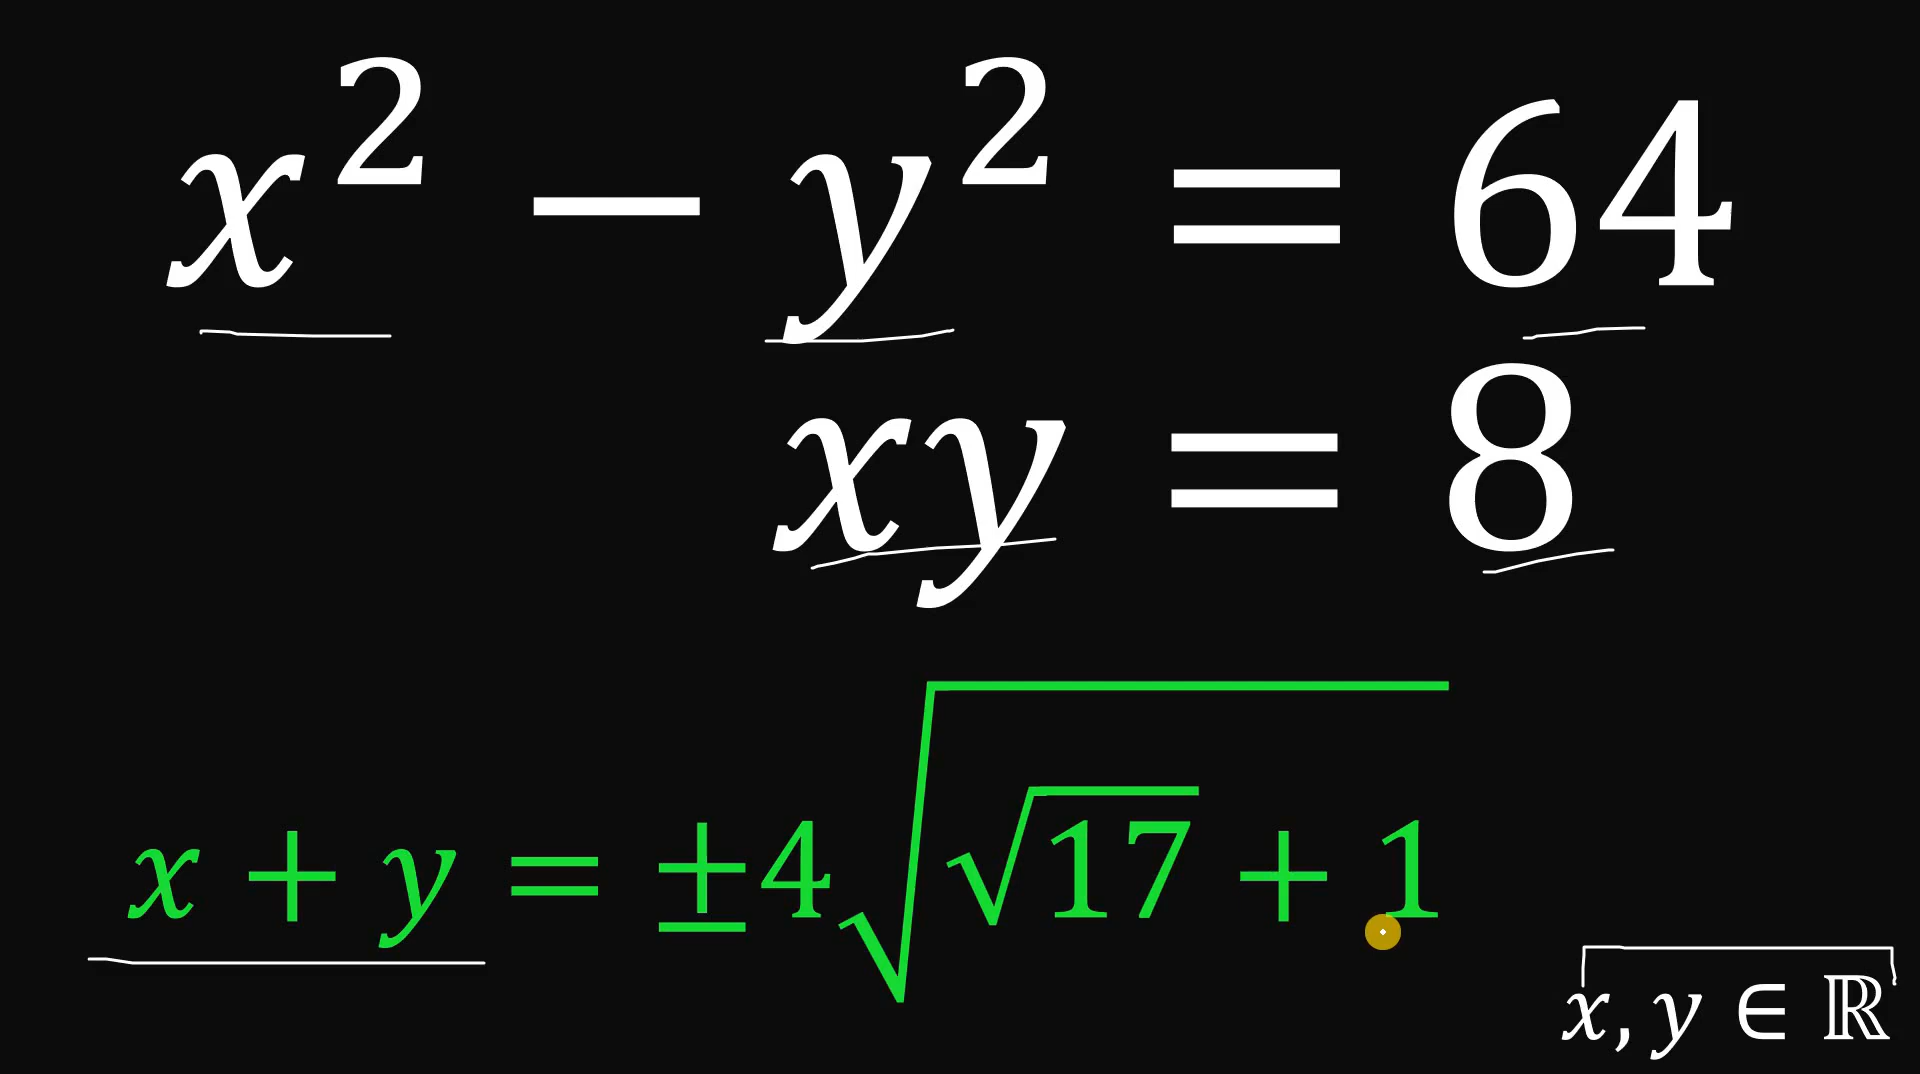 x² − y² = 64
xy = 8
x + y = ±4√(√17 + 1)
x, y ∈ ℝ